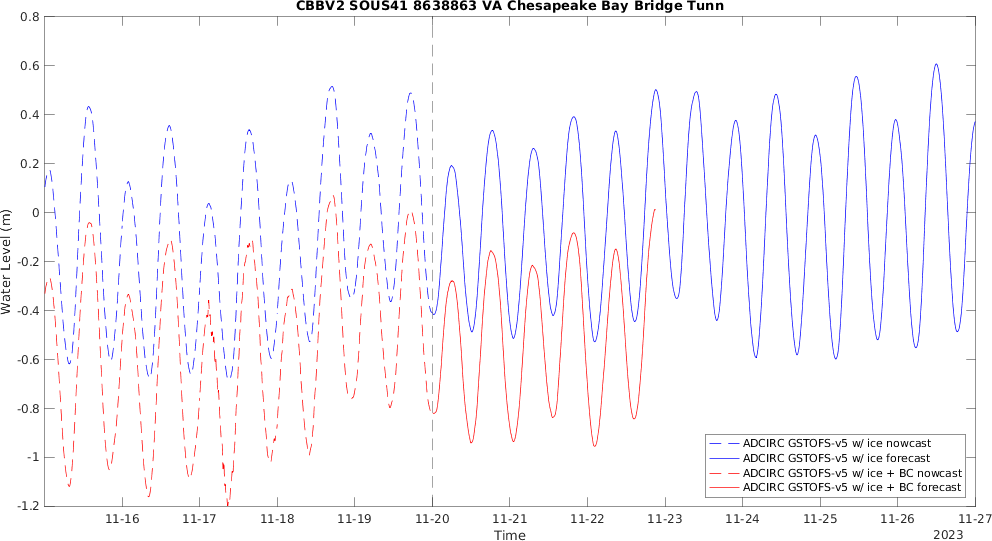 CBBV2 SOUS41 8638863 VA Chesapeake Bay Bridge Tunn
0.8
0.6
0.4
0.2
0
-0.2
-0.4
-0.6
-0.8
-1
-1.2
Water Level (m)
ADCIRC GSTOFS-v5 w/ ice nowcast
ADCIRC GSTOFS-v5 w/ ice forecast
ADCIRC GSTOFS-v5 w/ ice + BC nowcast
ADCIRC GSTOFS-v5 w/ ice + BC forecast
11-16 11-17 11-18 11-19 11-20 11-21 11-22 11-23 11-24 11-25 11-26 11-27
Time
2023